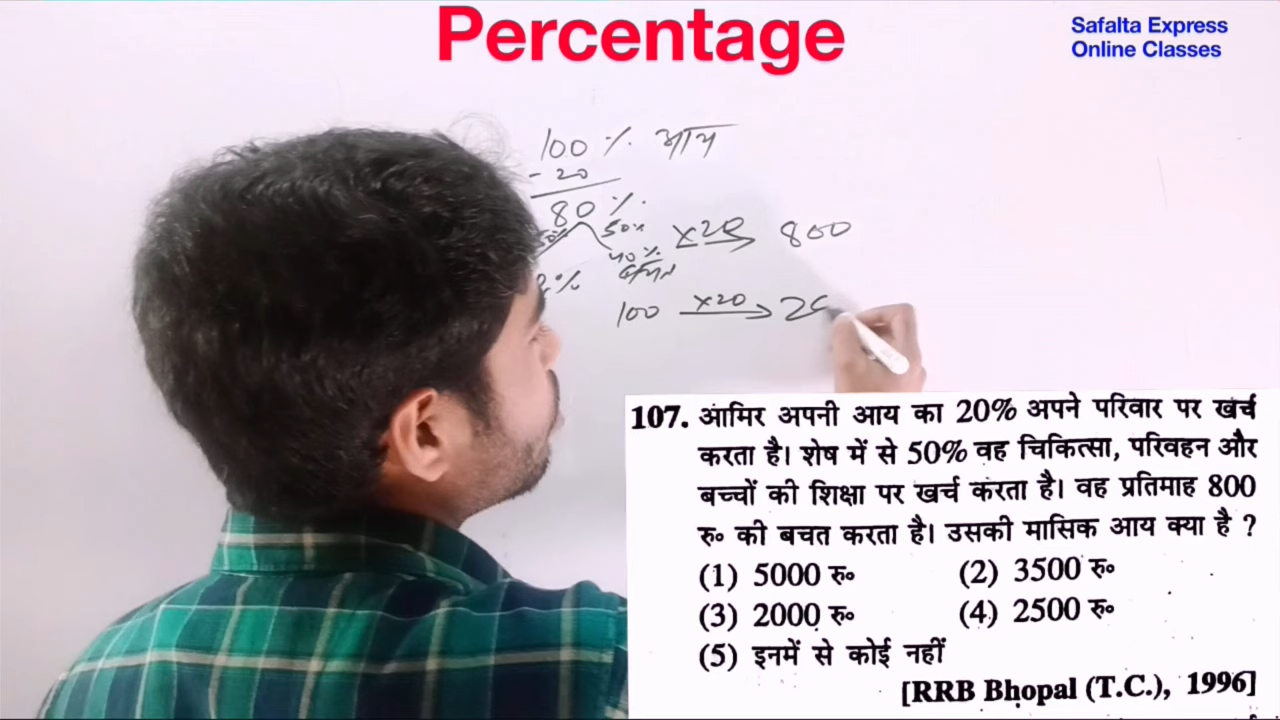 Percentage
Safalta Express
Online Classes
100 % आय
- 20
80 %
50%
40 %
बचत
×20 800
100 ×20
107. आमिर अपनी आय का 20% अपने परिवार पर खर्च
करता है। शेष में से 50% वह चिकित्सा, परिवहन और
बच्चों की शिक्षा पर खर्च करता है। वह प्रतिमाह 800
रु० की बचत करता है। उसकी मासिक आय क्या है ?
(1) 5000 रु० (2) 3500 रु०
(3) 2000 रु० (4) 2500 रु०
(5) इनमें से कोई नहीं
[RRB Bhopal (T.C.), 1996]